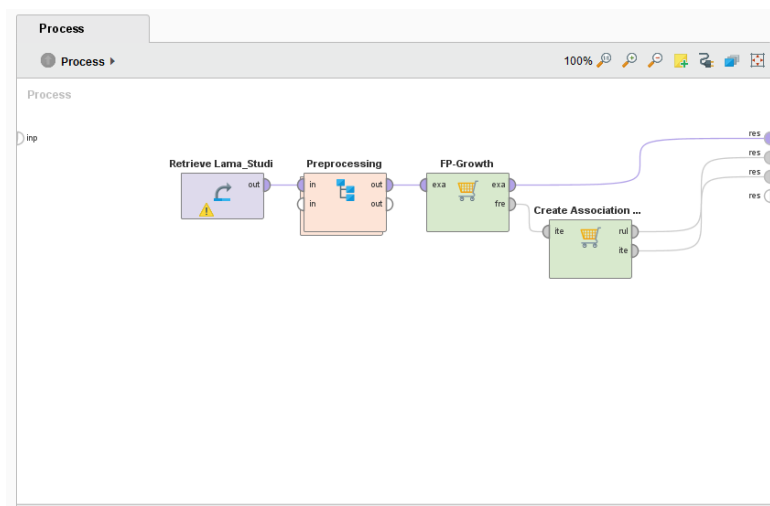 Process
Process
100%
Process
inp
res
res
res
res
Retrieve Lama_Studi
out
Preprocessing
in
out
in
out
FP-Growth
exa
exa
fre
Create Association ...
ite
rul
ite